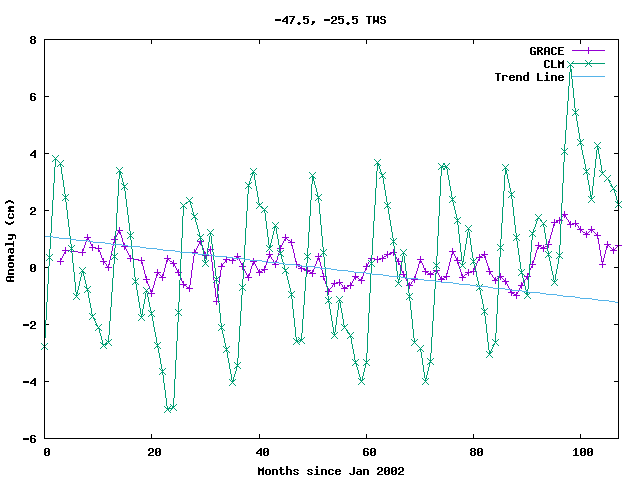 -47.5, -25.5 TWS
GRACE
CLM
Trend Line
8
6
4
2
0
-2
-4
-6
Anomaly (cm)
0 20 40 60 80 100
Months since Jan 2002